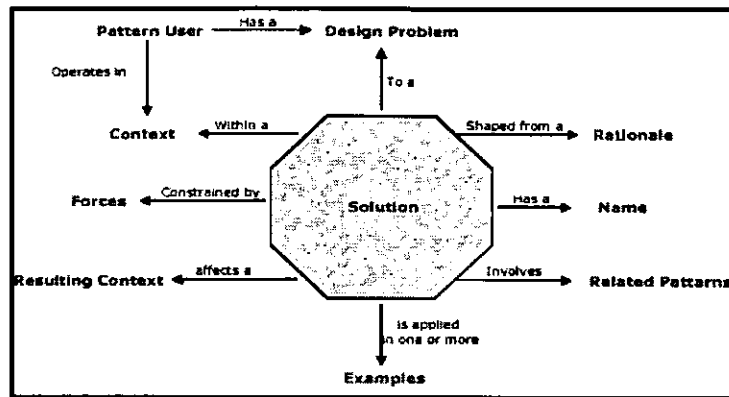 Pattern User
Has a
Design Problem
Operates in
To a
Context
Within a
Shaped from a
Rationale
Forces
Constrained by
Solution
Has a
Name
Resulting Context
affects a
Involves
Related Patterns
is applied
in one or more
Examples